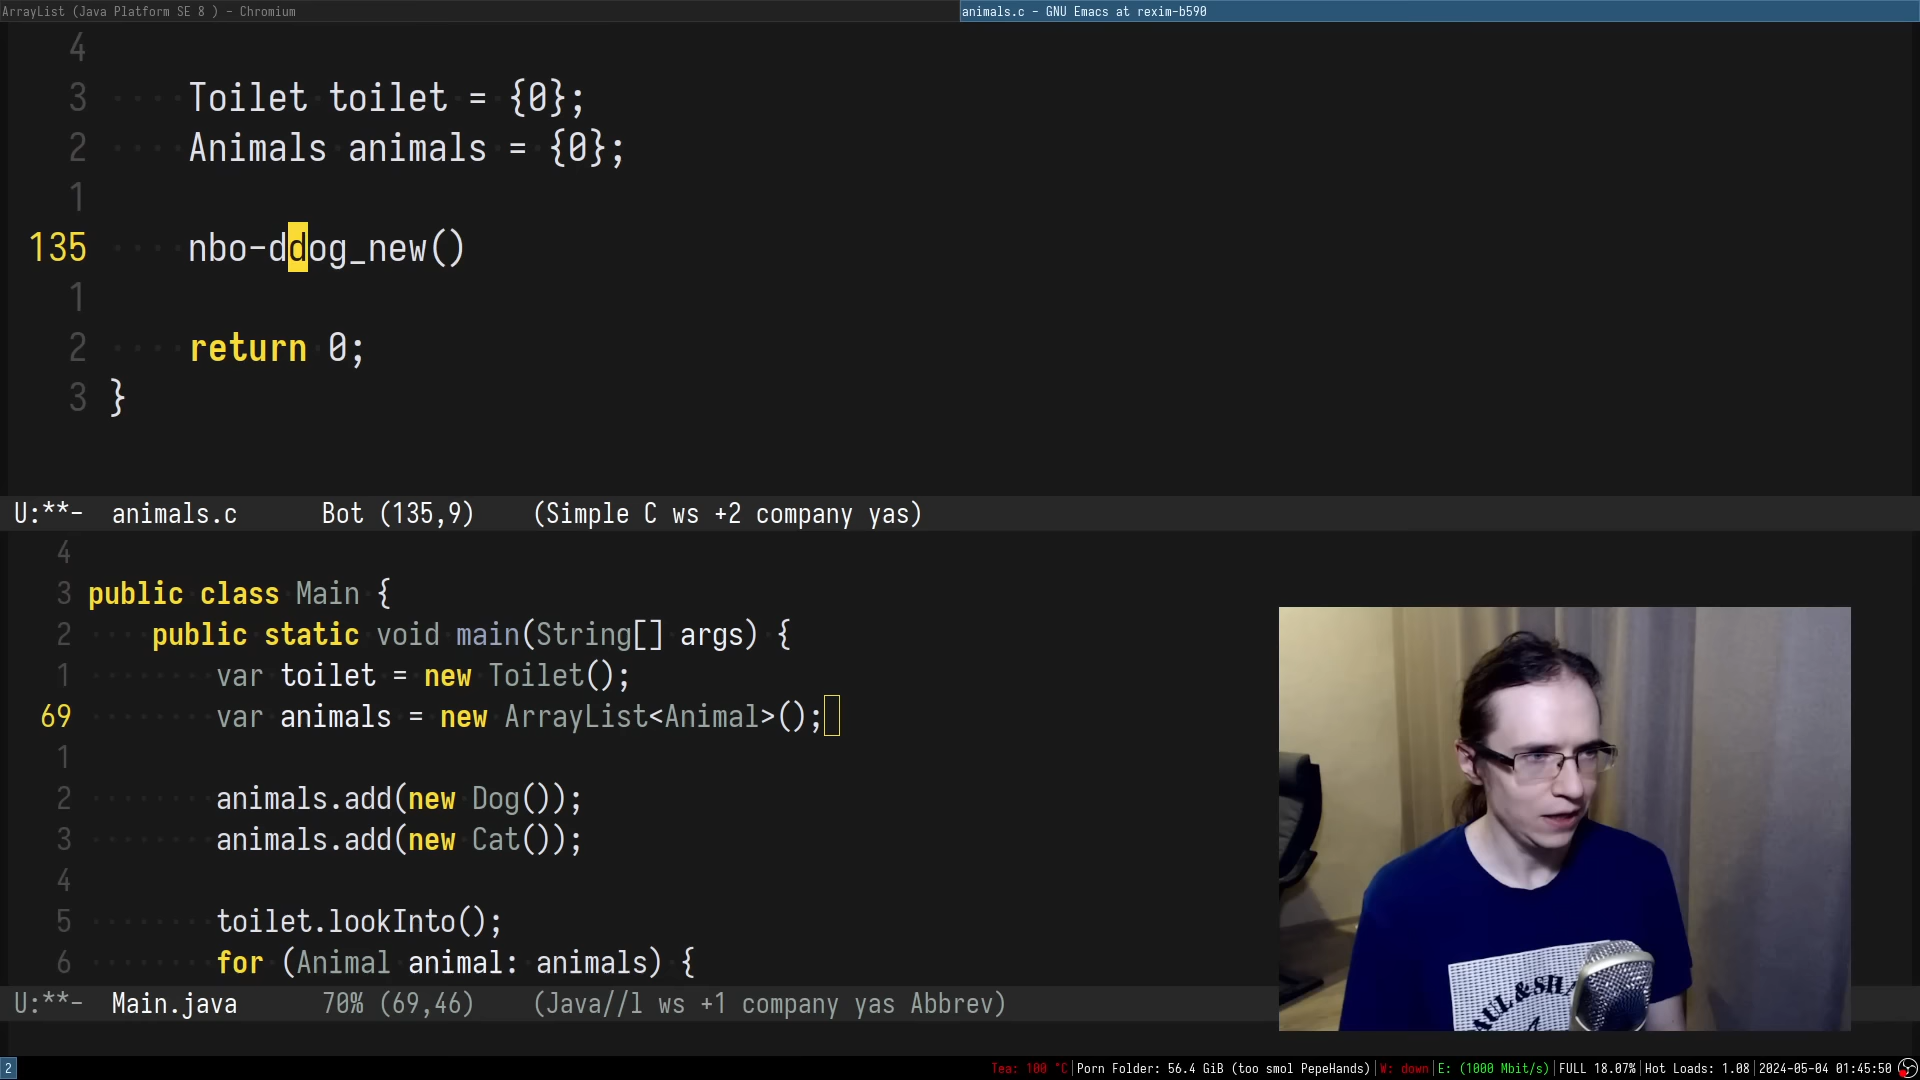 ArrayList (Java Platform SE 8 ) - Chromium
animals.c - GNU Emacs at rexim-b590
4
3 Toilet toilet = {0};
2 Animals animals = {0};
1
135 nbo-ddog_new()
1
2 return 0;
3 }
U:**- animals.c Bot (135,9) (Simple C ws +2 company yas)
4
3 public class Main {
2 public static void main(String[] args) {
1 var toilet = new Toilet();
69 var animals = new ArrayList<Animal>();
1
2 animals.add(new Dog());
3 animals.add(new Cat());
4
5 toilet.lookInto();
6 for (Animal animal: animals) {
U:**- Main.java 70% (69,46) (Java//l ws +1 company yas Abbrev)
AUL & SHA
2 Tea: 100 °C|Porn Folder: 56.4 GiB (too smol PepeHands)|W: down|E: (1000 Mbit/s)|FULL 18.07%|Hot Loads: 1.08|2024-05-04 01:45:50